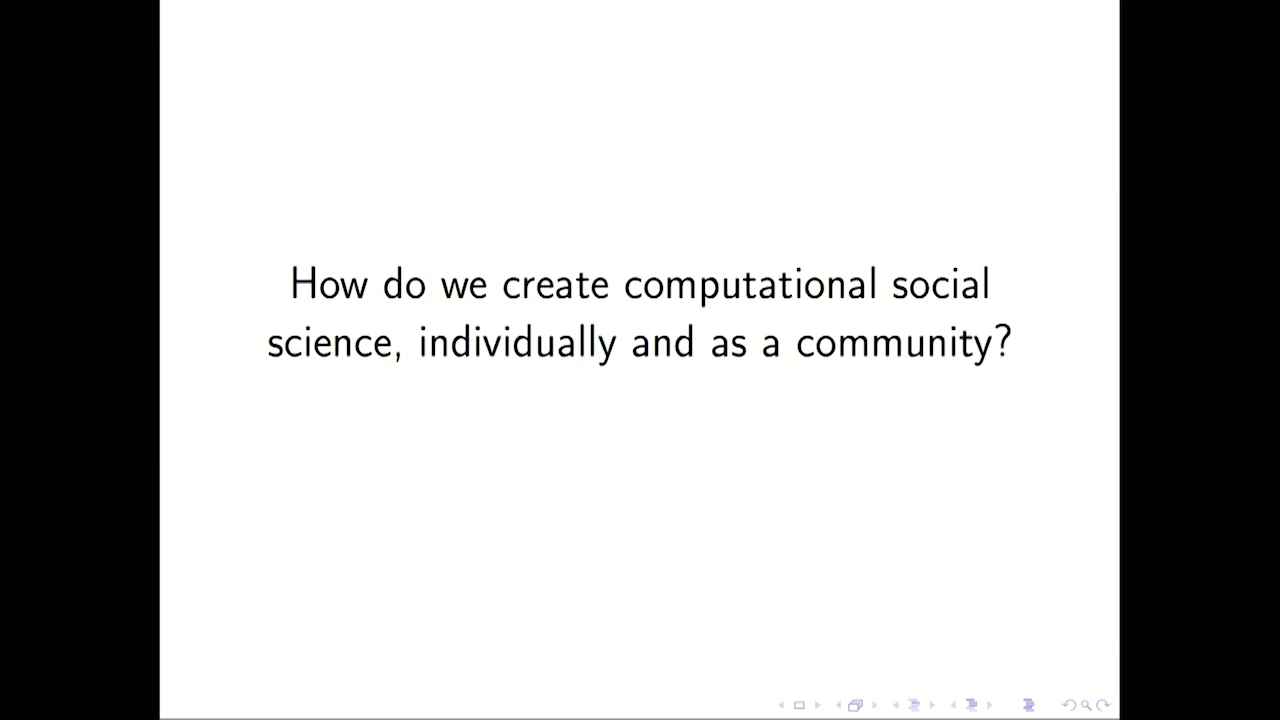 How do we create computational social
science, individually and as a community?